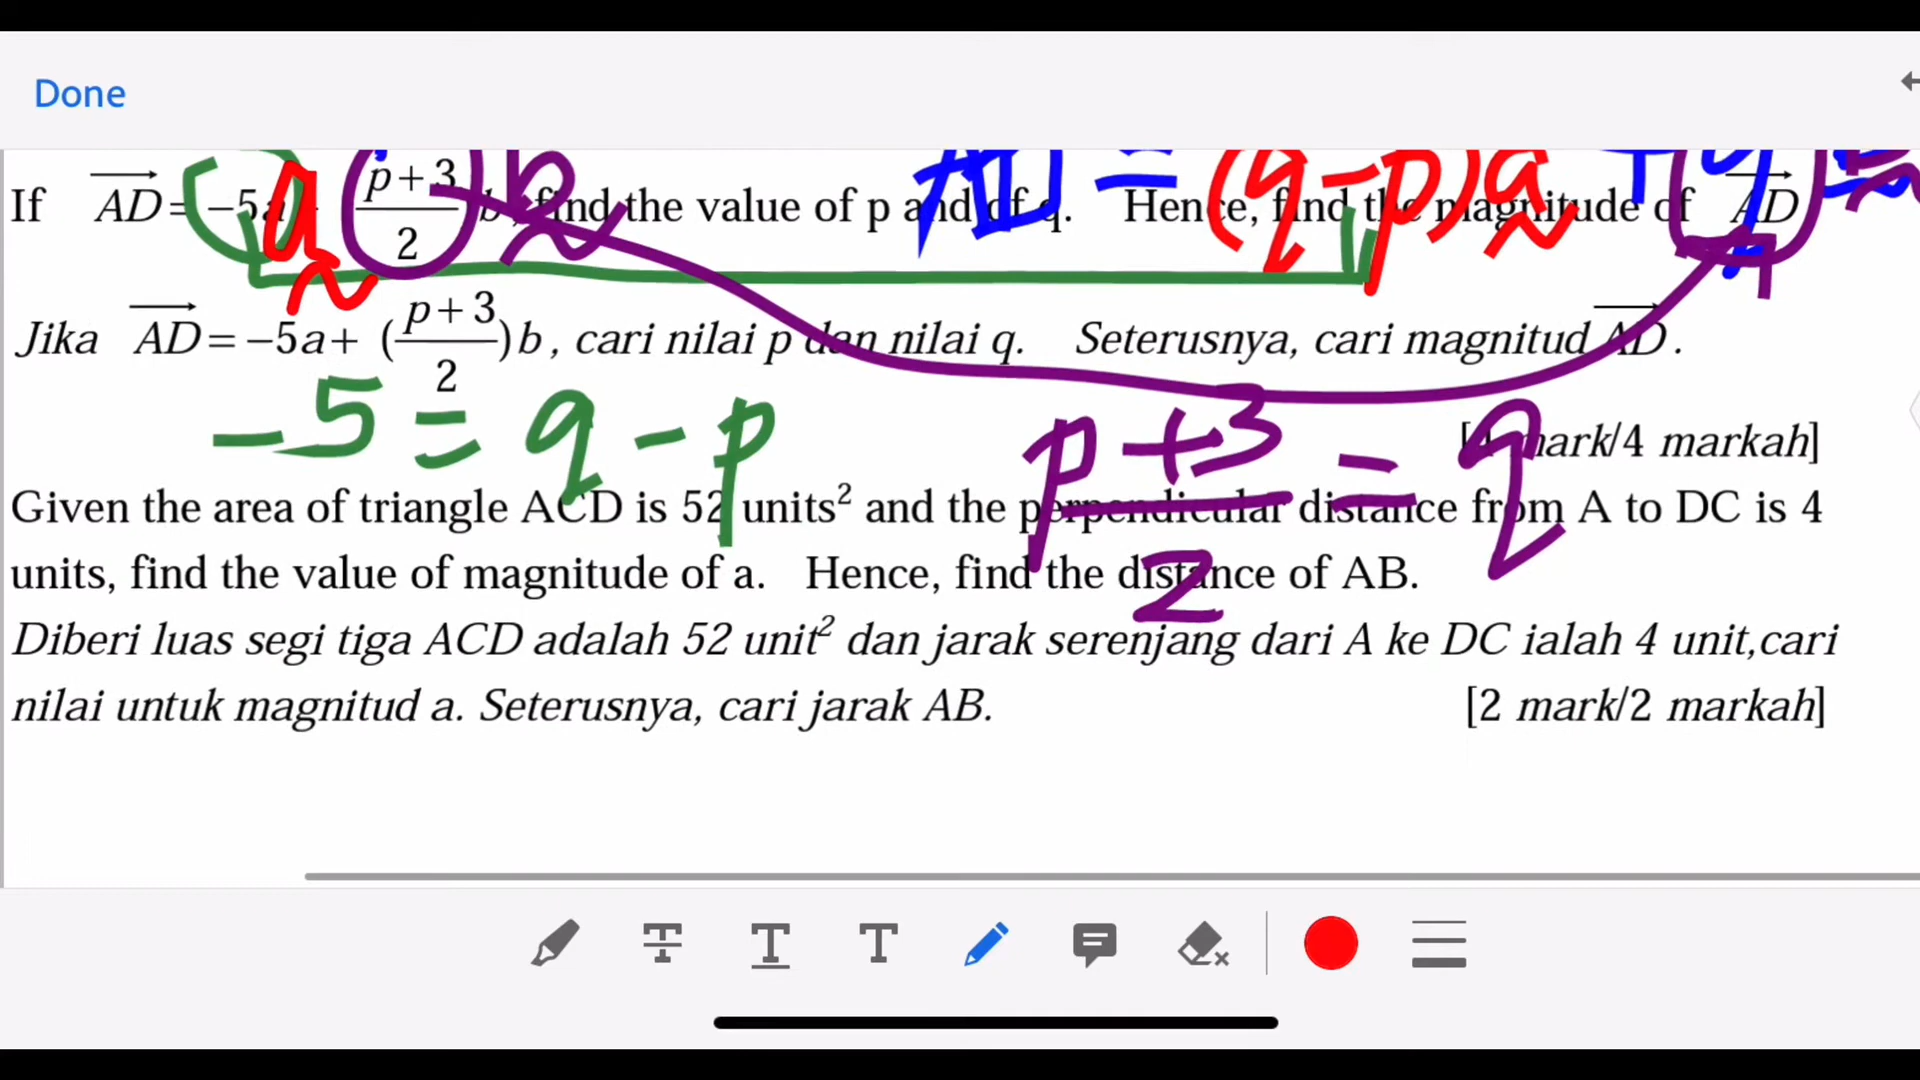 Done
If AD = -5a p+3/2 b, find the value of p and of q. Hence, find the magnitude of AD
a b AD = (q-p)a + q
Jika AD = -5a+ (p+3/2)b, cari nilai p dan nilai q. Seterusnya, cari magnitud AD.
-5 = q - p
p+3/2 = q
mark/4 markah]
Given the area of triangle ACD is 52 units² and the perpendicular distance from A to DC is 4
units, find the value of magnitude of a. Hence, find the distance of AB.
Diberi luas segi tiga ACD adalah 52 unit² dan jarak serenjang dari A ke DC ialah 4 unit,cari
nilai untuk magnitud a. Seterusnya, cari jarak AB. [2 mark/2 markah]
T T T